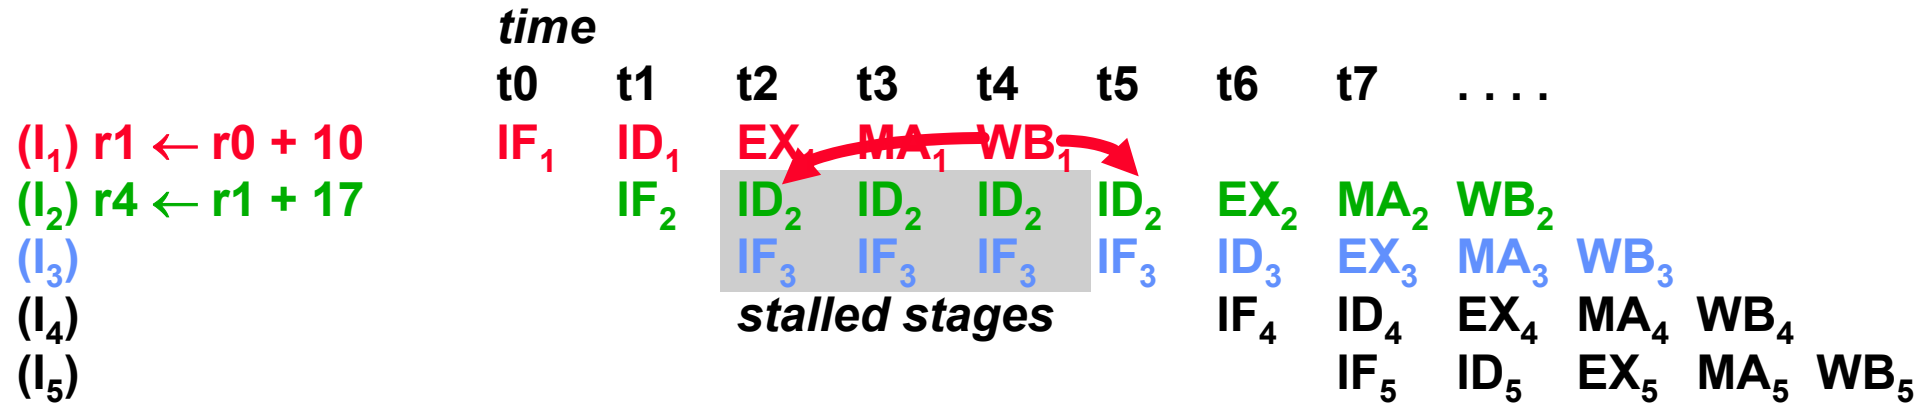 time
t0 t1 t2 t3 t4 t5 t6 t7 . . . .
(I₁) r1 ← r0 + 10 IF₁ ID₁ EX₁ MA₁ WB₁
(I₂) r4 ← r1 + 17 IF₂ ID₂ ID₂ ID₂ ID₂ EX₂ MA₂ WB₂
(I₃) IF₃ IF₃ IF₃ IF₃ ID₃ EX₃ MA₃ WB₃
(I₄) stalled stages IF₄ ID₄ EX₄ MA₄ WB₄
(I₅) IF₅ ID₅ EX₅ MA₅ WB₅